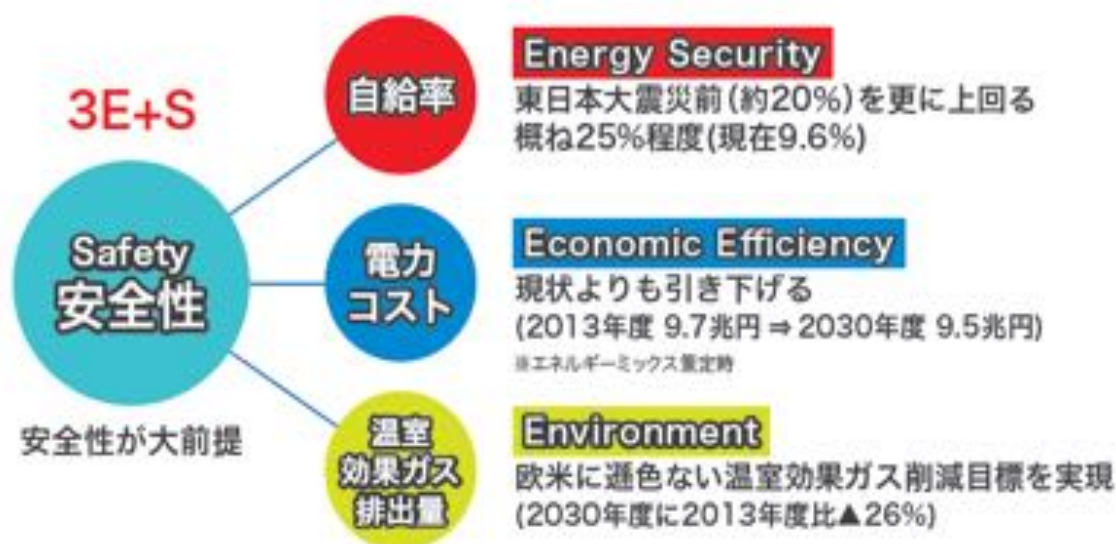 3E+S
Safety
安全性
安全性が大前提
自給率
Energy Security
東日本大震災前(約20%)を更に上回る
概ね25%程度(現在9.6%)
電力
コスト
Economic Efficiency
現状よりも引き下げる
(2013年度 9.7兆円 ⇒ 2030年度 9.5兆円)
※エネルギーミックス策定時
温室
効果ガス
排出量
Environment
欧米に遜色ない温室効果ガス削減目標を実現
(2030年度に2013年度比▲26%)